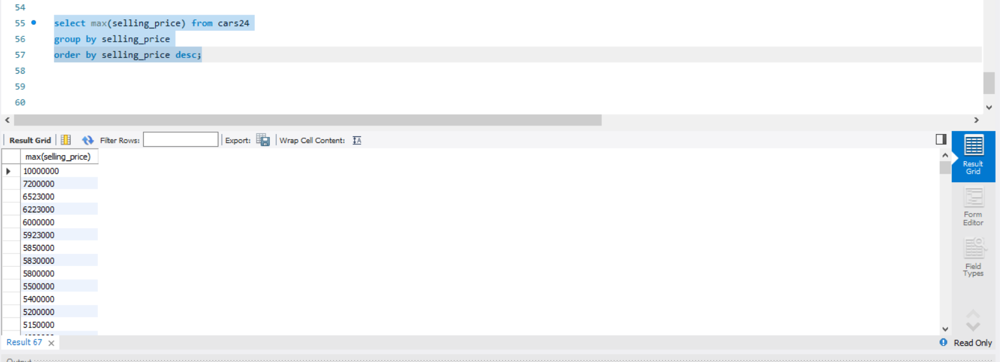 54
55 select max(selling_price) from cars24
56 group by selling_price
57 order by selling_price desc;
58
59
60
Result Grid Filter Rows: Export: Wrap Cell Content:
max(selling_price)
10000000
7200000
6523000
6223000
6000000
5923000
5850000
5830000
5800000
5500000
5400000
5200000
5150000
Result
Grid
Form
Editor
Field
Types
Result 67
Read Only
Output